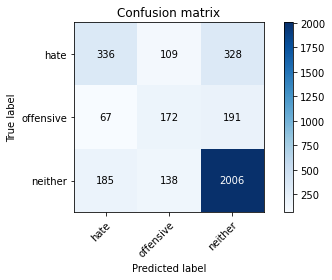 Confusion matrix
True label
hate
336
109
328
offensive
67
172
191
neither
185
138
2006
hate
offensive
neither
Predicted label
2000
1750
1500
1250
1000
750
500
250